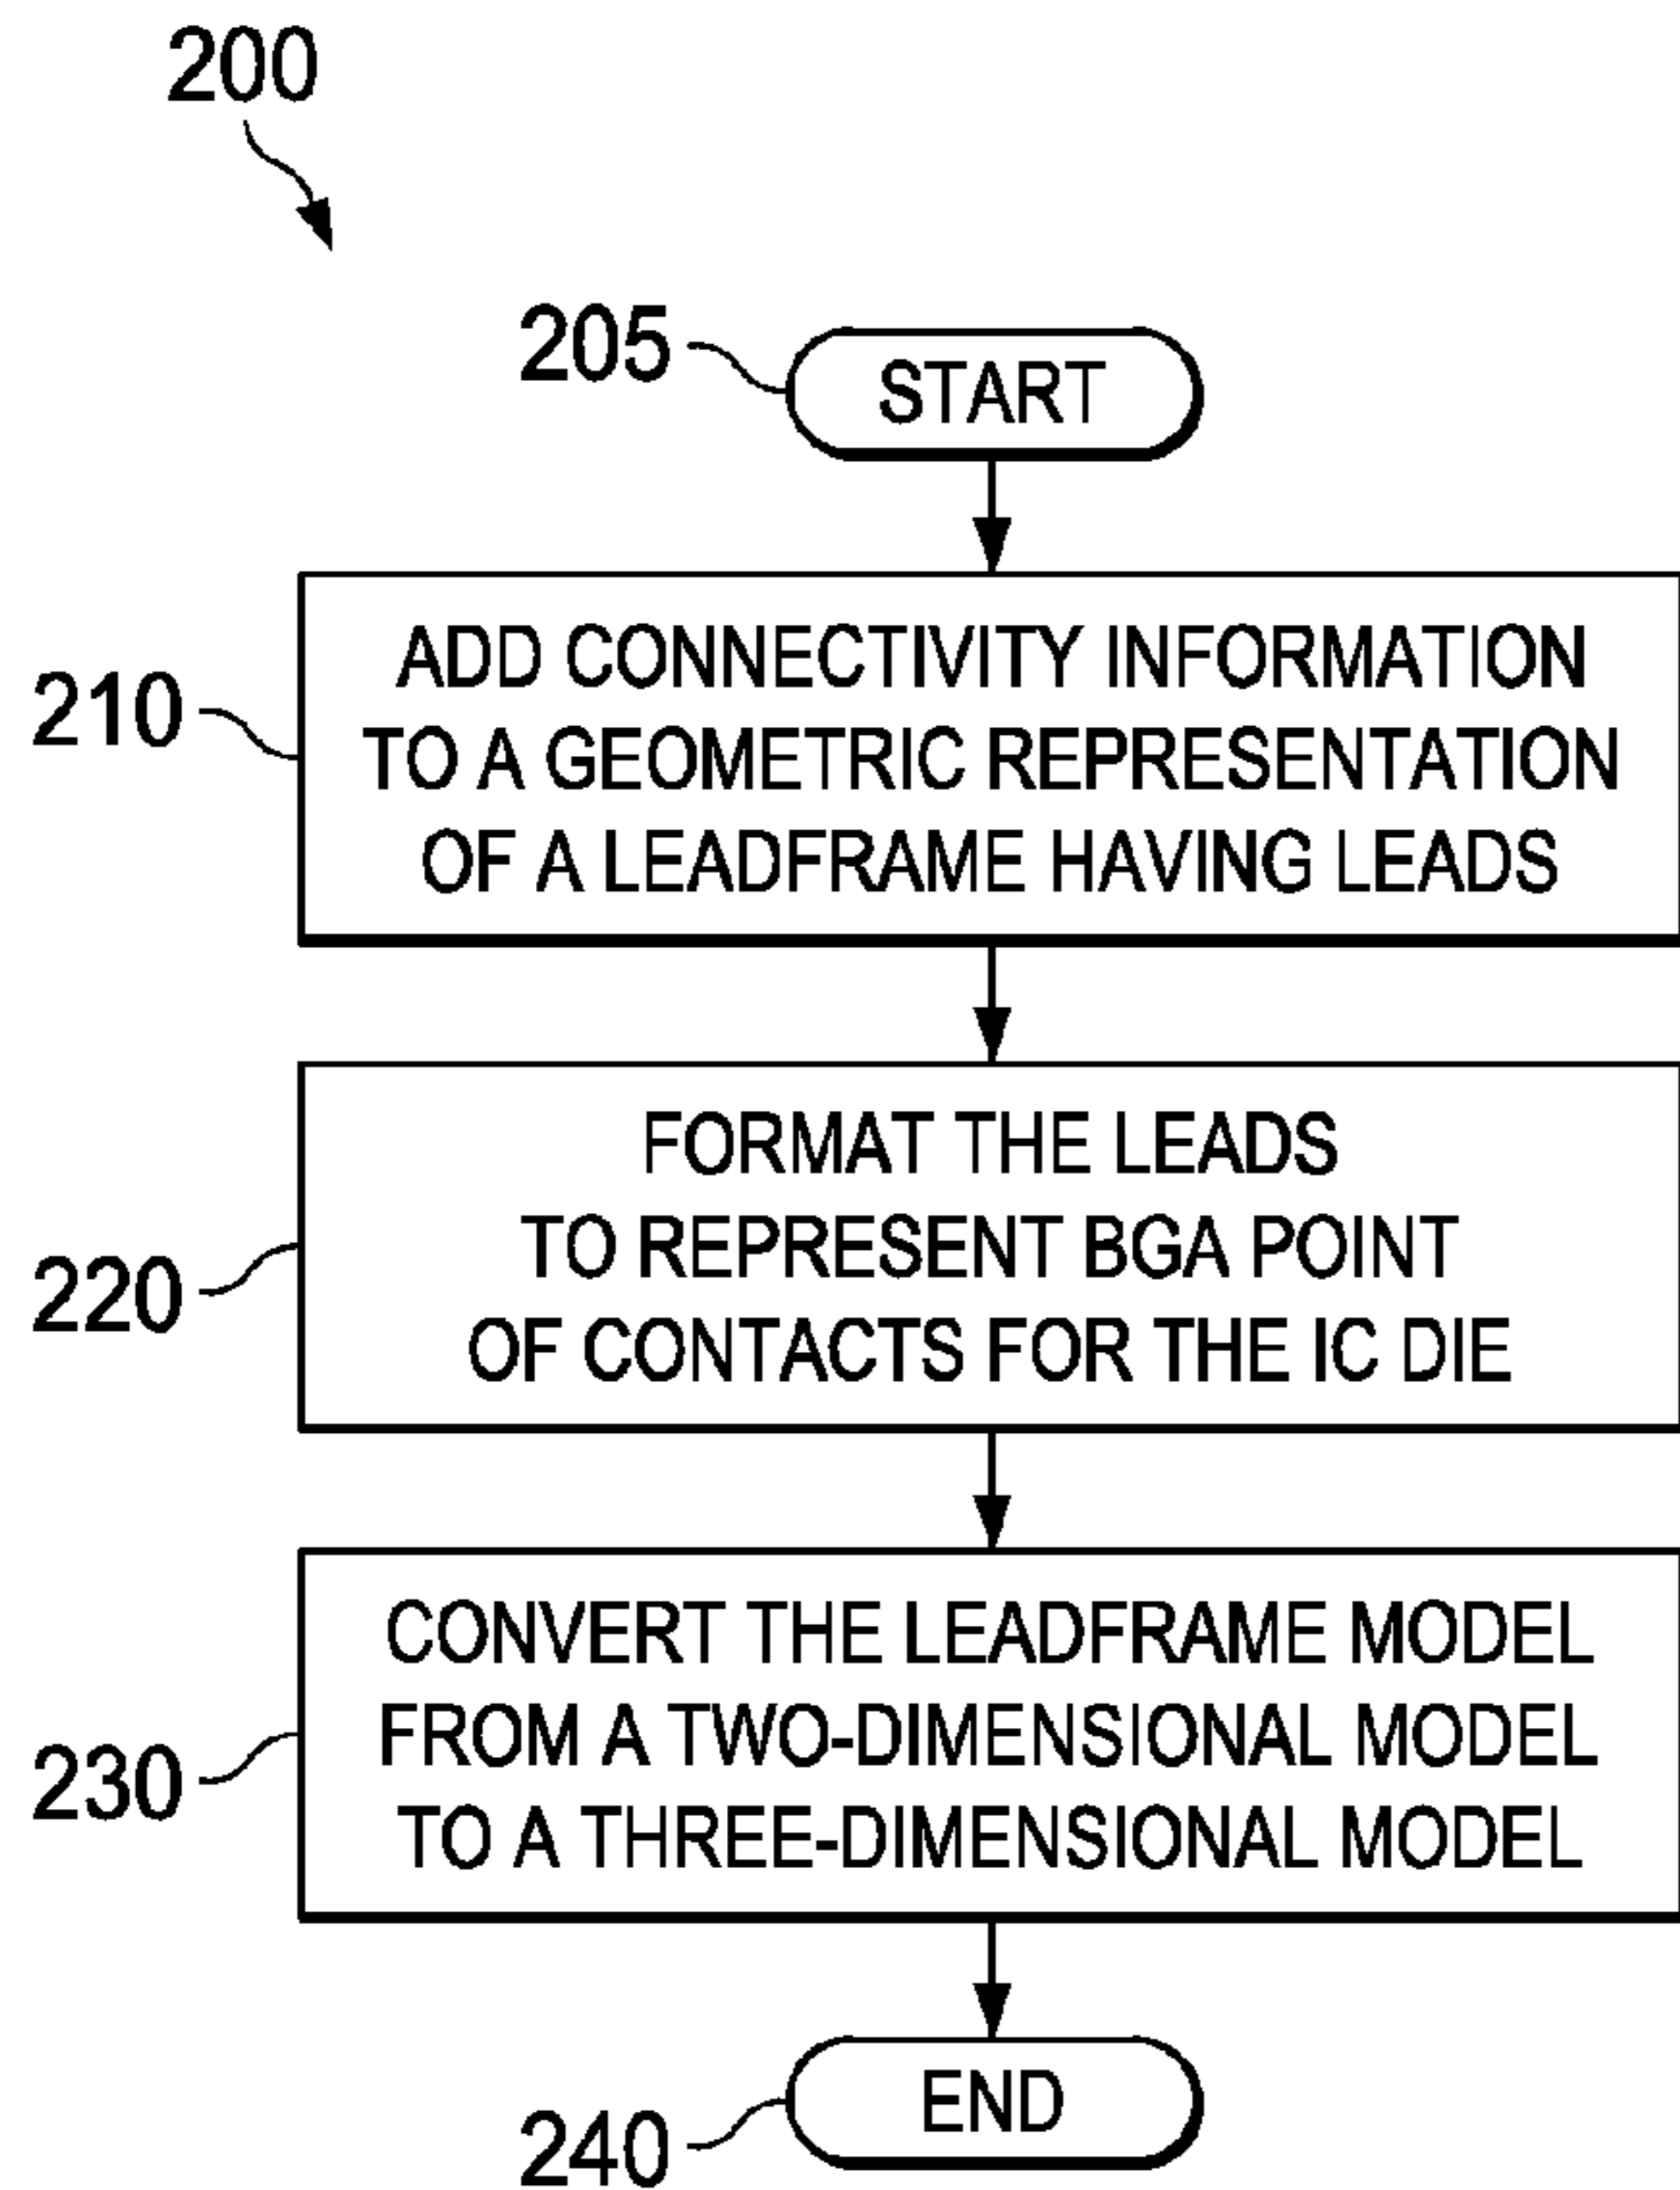 200
205
START
210
ADD CONNECTIVITY INFORMATION
TO A GEOMETRIC REPRESENTATION
OF A LEADFRAME HAVING LEADS
220
FORMAT THE LEADS
TO REPRESENT BGA POINT
OF CONTACTS FOR THE IC DIE
230
CONVERT THE LEADFRAME MODEL
FROM A TWO-DIMENSIONAL MODEL
TO A THREE-DIMENSIONAL MODEL
240
END